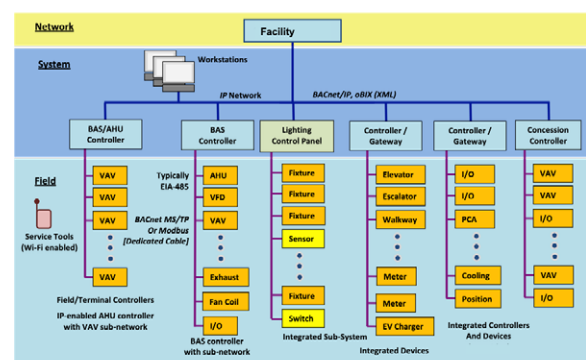 Network
Facility
System
Workstations
IP Network
BACnet/IP, oBIX (XML)
BAS/AHU
Controller
BAS
Controller
Lighting
Control Panel
Controller /
Gateway
Controller /
Gateway
Concession
Controller
Field
Service Tools
(Wi-Fi enabled)
VAV
VAV
VAV
VAV
Field/Terminal Controllers
IP-enabled AHU controller
with VAV sub-network
Typically
EIA-485
BACnet MS/TP
Or Modbus
[Dedicated Cable]
AHU
VFD
VAV
Exhaust
Fan Coil
I/O
BAS controller
with sub-network
Fixture
Fixture
Fixture
Sensor
Fixture
Switch
Integrated Sub-System
Elevator
Escalator
Walkway
Meter
Meter
EV Charger
Integrated Devices
I/O
I/O
PCA
Cooling
Position
Integrated Controllers
And Devices
VAV
VAV
I/O
VAV
I/O